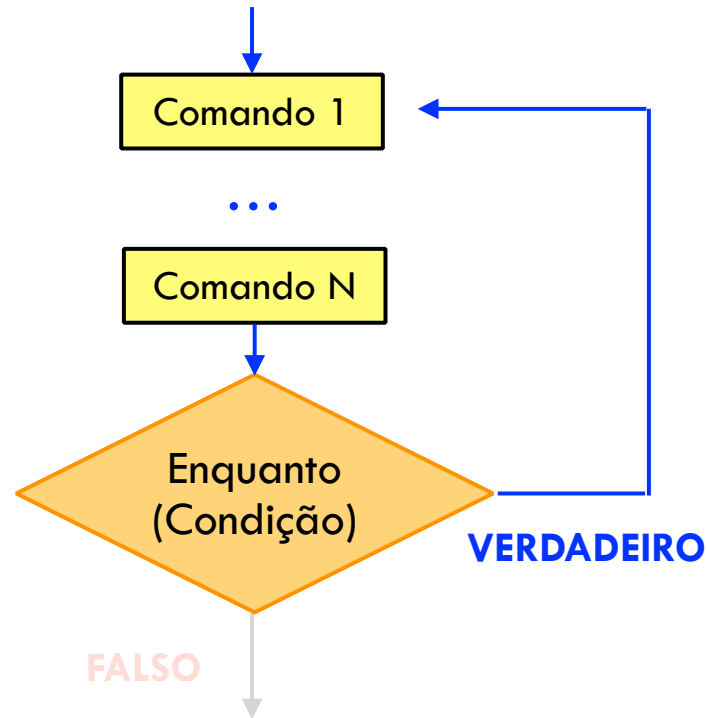 Comando 1
...
Comando N
Enquanto
(Condição)
VERDADEIRO
FALSO